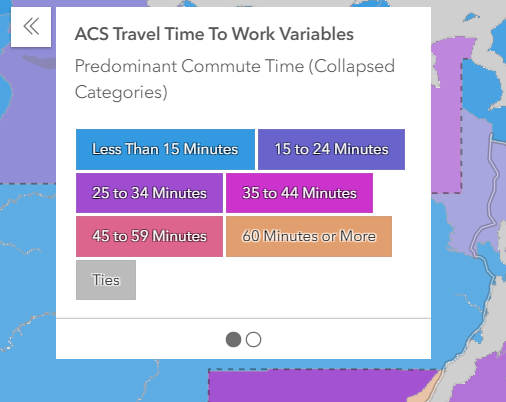 ACS Travel Time To Work Variables
Predominant Commute Time (Collapsed
Categories)
Less Than 15 Minutes
15 to 24 Minutes
25 to 34 Minutes
35 to 44 Minutes
45 to 59 Minutes
60 Minutes or More
Ties